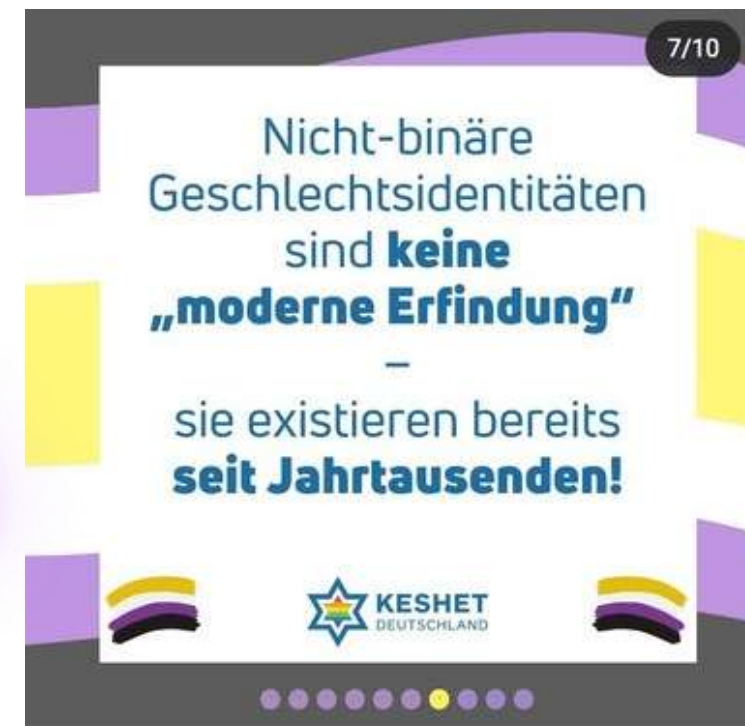 7/10
Nicht-binäre
Geschlechtsidentitäten
sind keine
„moderne Erfindung“
–
sie existieren bereits
seit Jahrtausenden!
KESHET
DEUTSCHLAND